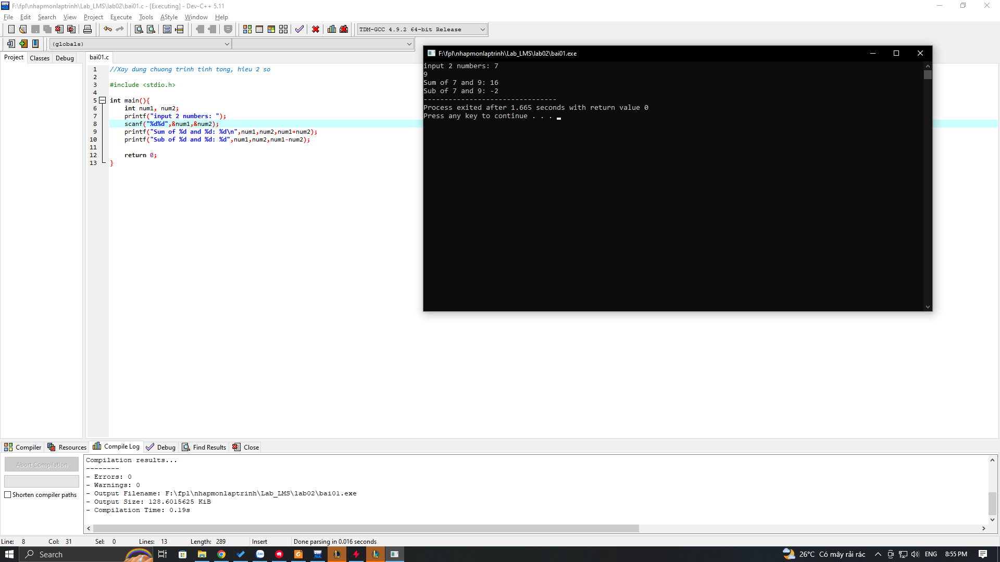 F:\fpl\nhapmonlaptrinh\Lab_LMS\lab02\bai01.c - [Executing] - Dev-C++ 5.11
File Edit Search View Project Execute Tools AStyle Window Help
TDM-GCC 4.9.2 64-bit Release
(globals)
Project Classes Debug
bai01.c
1 //Xay dung chuong trinh tinh tong, hieu 2 so
2
3 #include <stdio.h>
4
5 int main(){
6 int num1, num2;
7 printf("input 2 numbers: ");
8 scanf("%d%d",&num1,&num2);
9 printf("Sum of %d and %d: %d\n",num1,num2,num1+num2);
10 printf("Sub of %d and %d: %d",num1,num2,num1-num2);
11
12 return 0;
13 }
F:\fpl\nhapmonlaptrinh\Lab_LMS\lab02\bai01.exe
input 2 numbers: 7
9
Sum of 7 and 9: 16
Sub of 7 and 9: -2
--------------------------------
Process exited after 1.665 seconds with return value 0
Press any key to continue . . .
Compiler Resources Compile Log Debug Find Results Close
Abort Compilation
Shorten compiler paths
Compilation results...
--------
- Errors: 0
- Warnings: 0
- Output Filename: F:\fpl\nhapmonlaptrinh\Lab_LMS\lab02\bai01.exe
- Output Size: 128.6015625 KiB
- Compilation Time: 0.19s
Line: 8 Col: 31 Sel: 0 Lines: 13 Length: 289 Insert Done parsing in 0.016 seconds
Search
26°C Có mây rải rác
ENG
8:55 PM